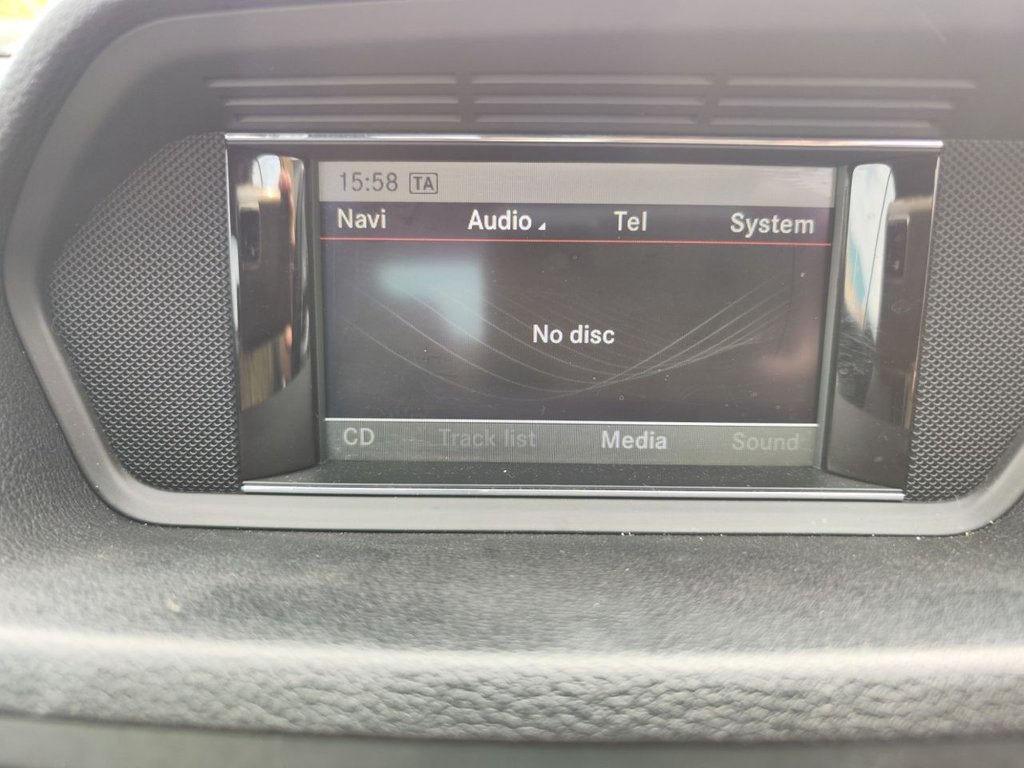 15:58 TA
Navi Audio Tel System
No disc
CD Track list Media Sound